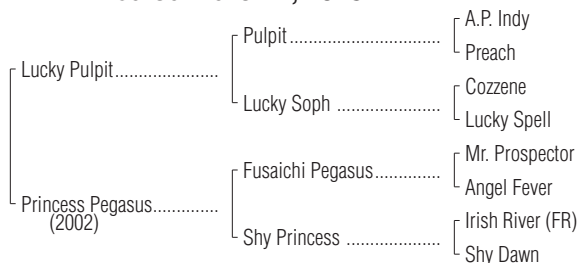 Pulpit
A.P. Indy
Preach
Lucky Pulpit
Lucky Soph
Cozzene
Lucky Spell
Fusaichi Pegasus
Mr. Prospector
Angel Fever
Princess Pegasus
(2002)
Shy Princess
Irish River (FR)
Shy Dawn